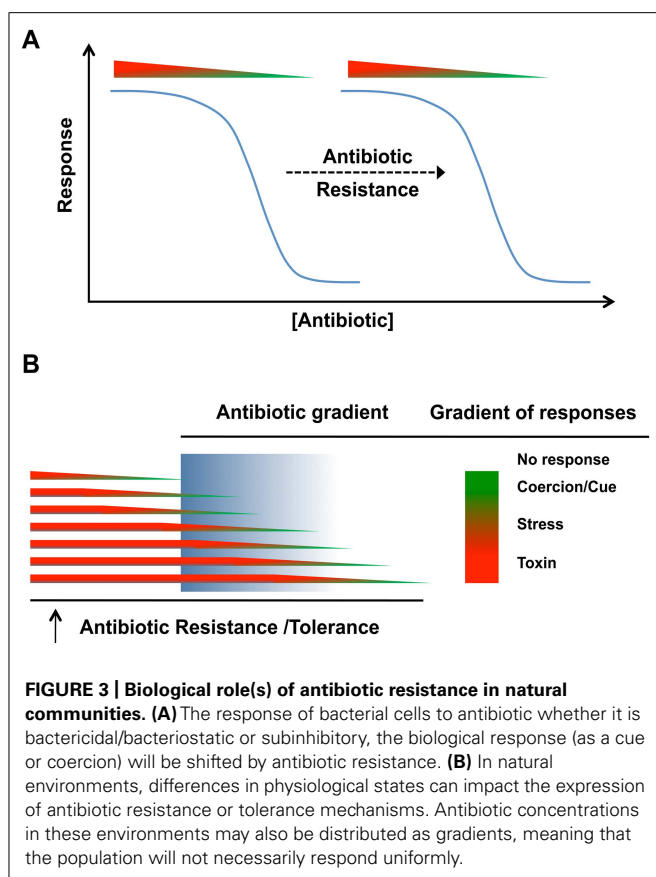 A
Response
Antibiotic
Resistance
[Antibiotic]
B
Antibiotic gradient
Gradient of responses
No response
Coercion/Cue
Stress
Toxin
Antibiotic Resistance /Tolerance
FIGURE 3 | Biological role(s) of antibiotic resistance in natural
communities. (A) The response of bacterial cells to antibiotic whether it is
bactericidal/bacteriostatic or subinhibitory, the biological response (as a cue
or coercion) will be shifted by antibiotic resistance. (B) In natural
environments, differences in physiological states can impact the expression
of antibiotic resistance or tolerance mechanisms. Antibiotic concentrations
in these environments may also be distributed as gradients, meaning that
the population will not necessarily respond uniformly.